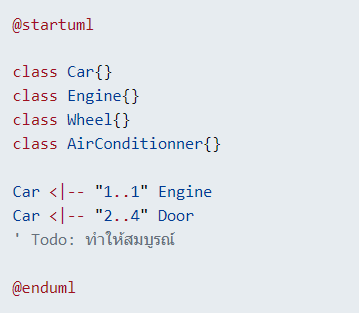 @startuml
class Car{}
class Engine{}
class Wheel{}
class AirConditionner{}
Car <|-- "1..1" Engine
Car <|-- "2..4" Door
' Todo: ทำให้สมบูรณ์
@enduml